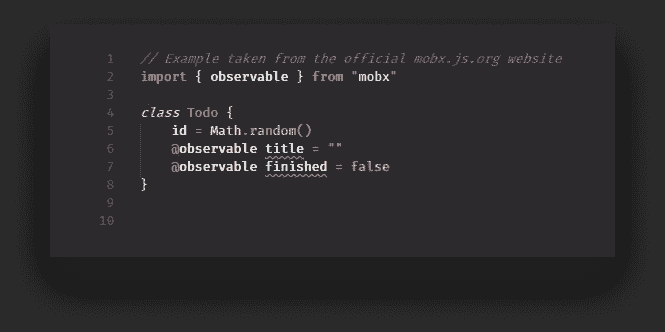 1 // Example taken from the official mobx.js.org website
2 import { observable } from "mobx"
3
4 class Todo {
5     id = Math.random()
6     @observable title = ""
7     @observable finished = false
8 }
9
10